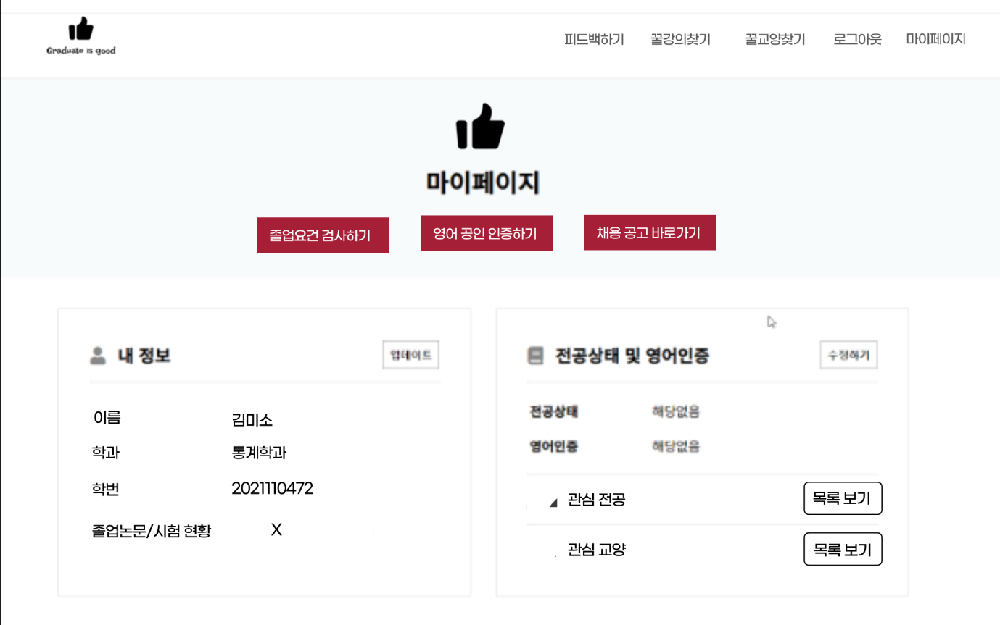 Graduate is good
피드백하기 꿀강의찾기 꿀교양찾기 로그아웃 마이페이지
마이페이지
졸업요건 검사하기 영어 공인 인증하기 채용 공고 바로가기
내 정보 업데이트
이름 김미소
학과 통계학과
학번 2021110472
졸업논문/시험 현황 X
전공상태 및 영어인증 수정하기
전공상태 해당없음
영어인증 해당없음
관심 전공 목록 보기
관심 교양 목록 보기